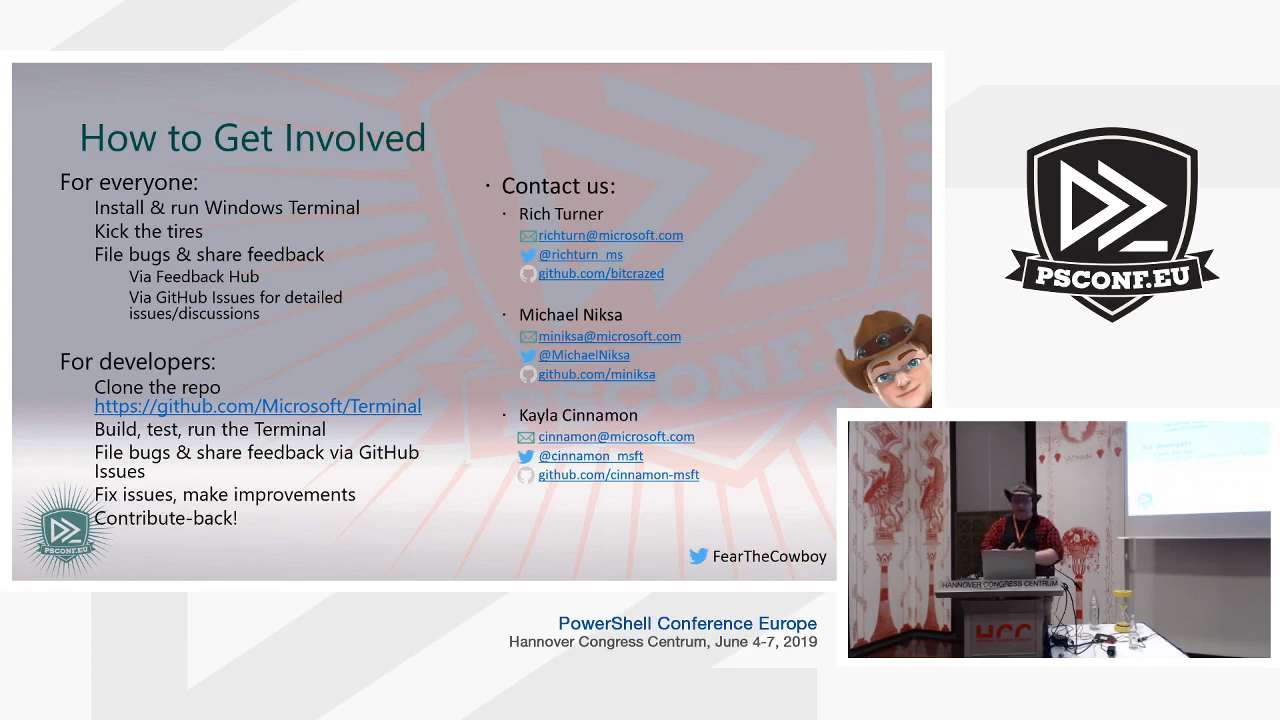 How to Get Involved
For everyone:
Install & run Windows Terminal
Kick the tires
File bugs & share feedback
Via Feedback Hub
Via GitHub Issues for detailed
issues/discussions
For developers:
Clone the repo
https://github.com/Microsoft/Terminal
Build, test, run the Terminal
File bugs & share feedback via GitHub
Issues
Fix issues, make improvements
Contribute-back!
· Contact us:
· Rich Turner
richturn@microsoft.com
@richturn_ms
github.com/bitcrazed
· Michael Niksa
miniksa@microsoft.com
@MichaelNiksa
github.com/miniksa
· Kayla Cinnamon
cinnamon@microsoft.com
@cinnamon_msft
github.com/cinnamon-msft
PSCONF.EU
FearTheCowboy
PSCONF.EU
PSCONF.EU
HANNOVER CONGRESS CENTRUM
HCC
PowerShell Conference Europe
Hannover Congress Centrum, June 4-7, 2019